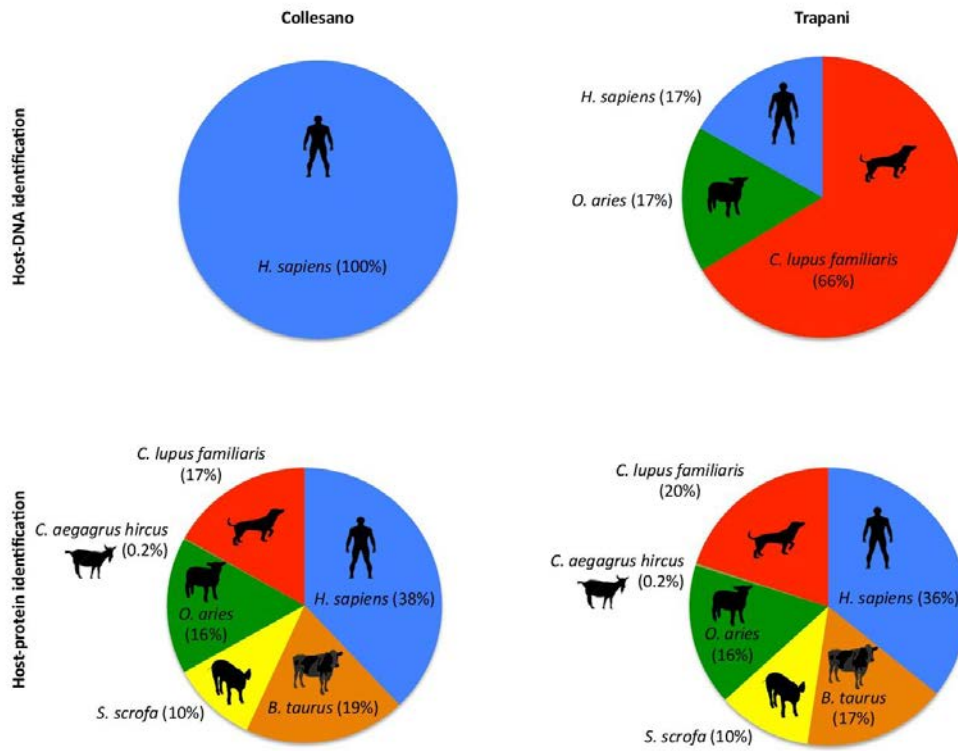 Collesano
Trapani
Host-DNA identification
H. sapiens (100%)
H. sapiens (17%)
O. aries (17%)
C. lupus familiaris
(66%)
Host-protein identification
C. lupus familiaris
(17%)
C. aegagrus hircus
(0.2%)
O. aries
(16%)
H. sapiens (38%)
S. scrofa (10%)
B. taurus (19%)
C. lupus familiaris
(20%)
C. aegagrus hircus
(0.2%)
O. aries
(16%)
H. sapiens (36%)
S. scrofa (10%)
B. taurus
(17%)